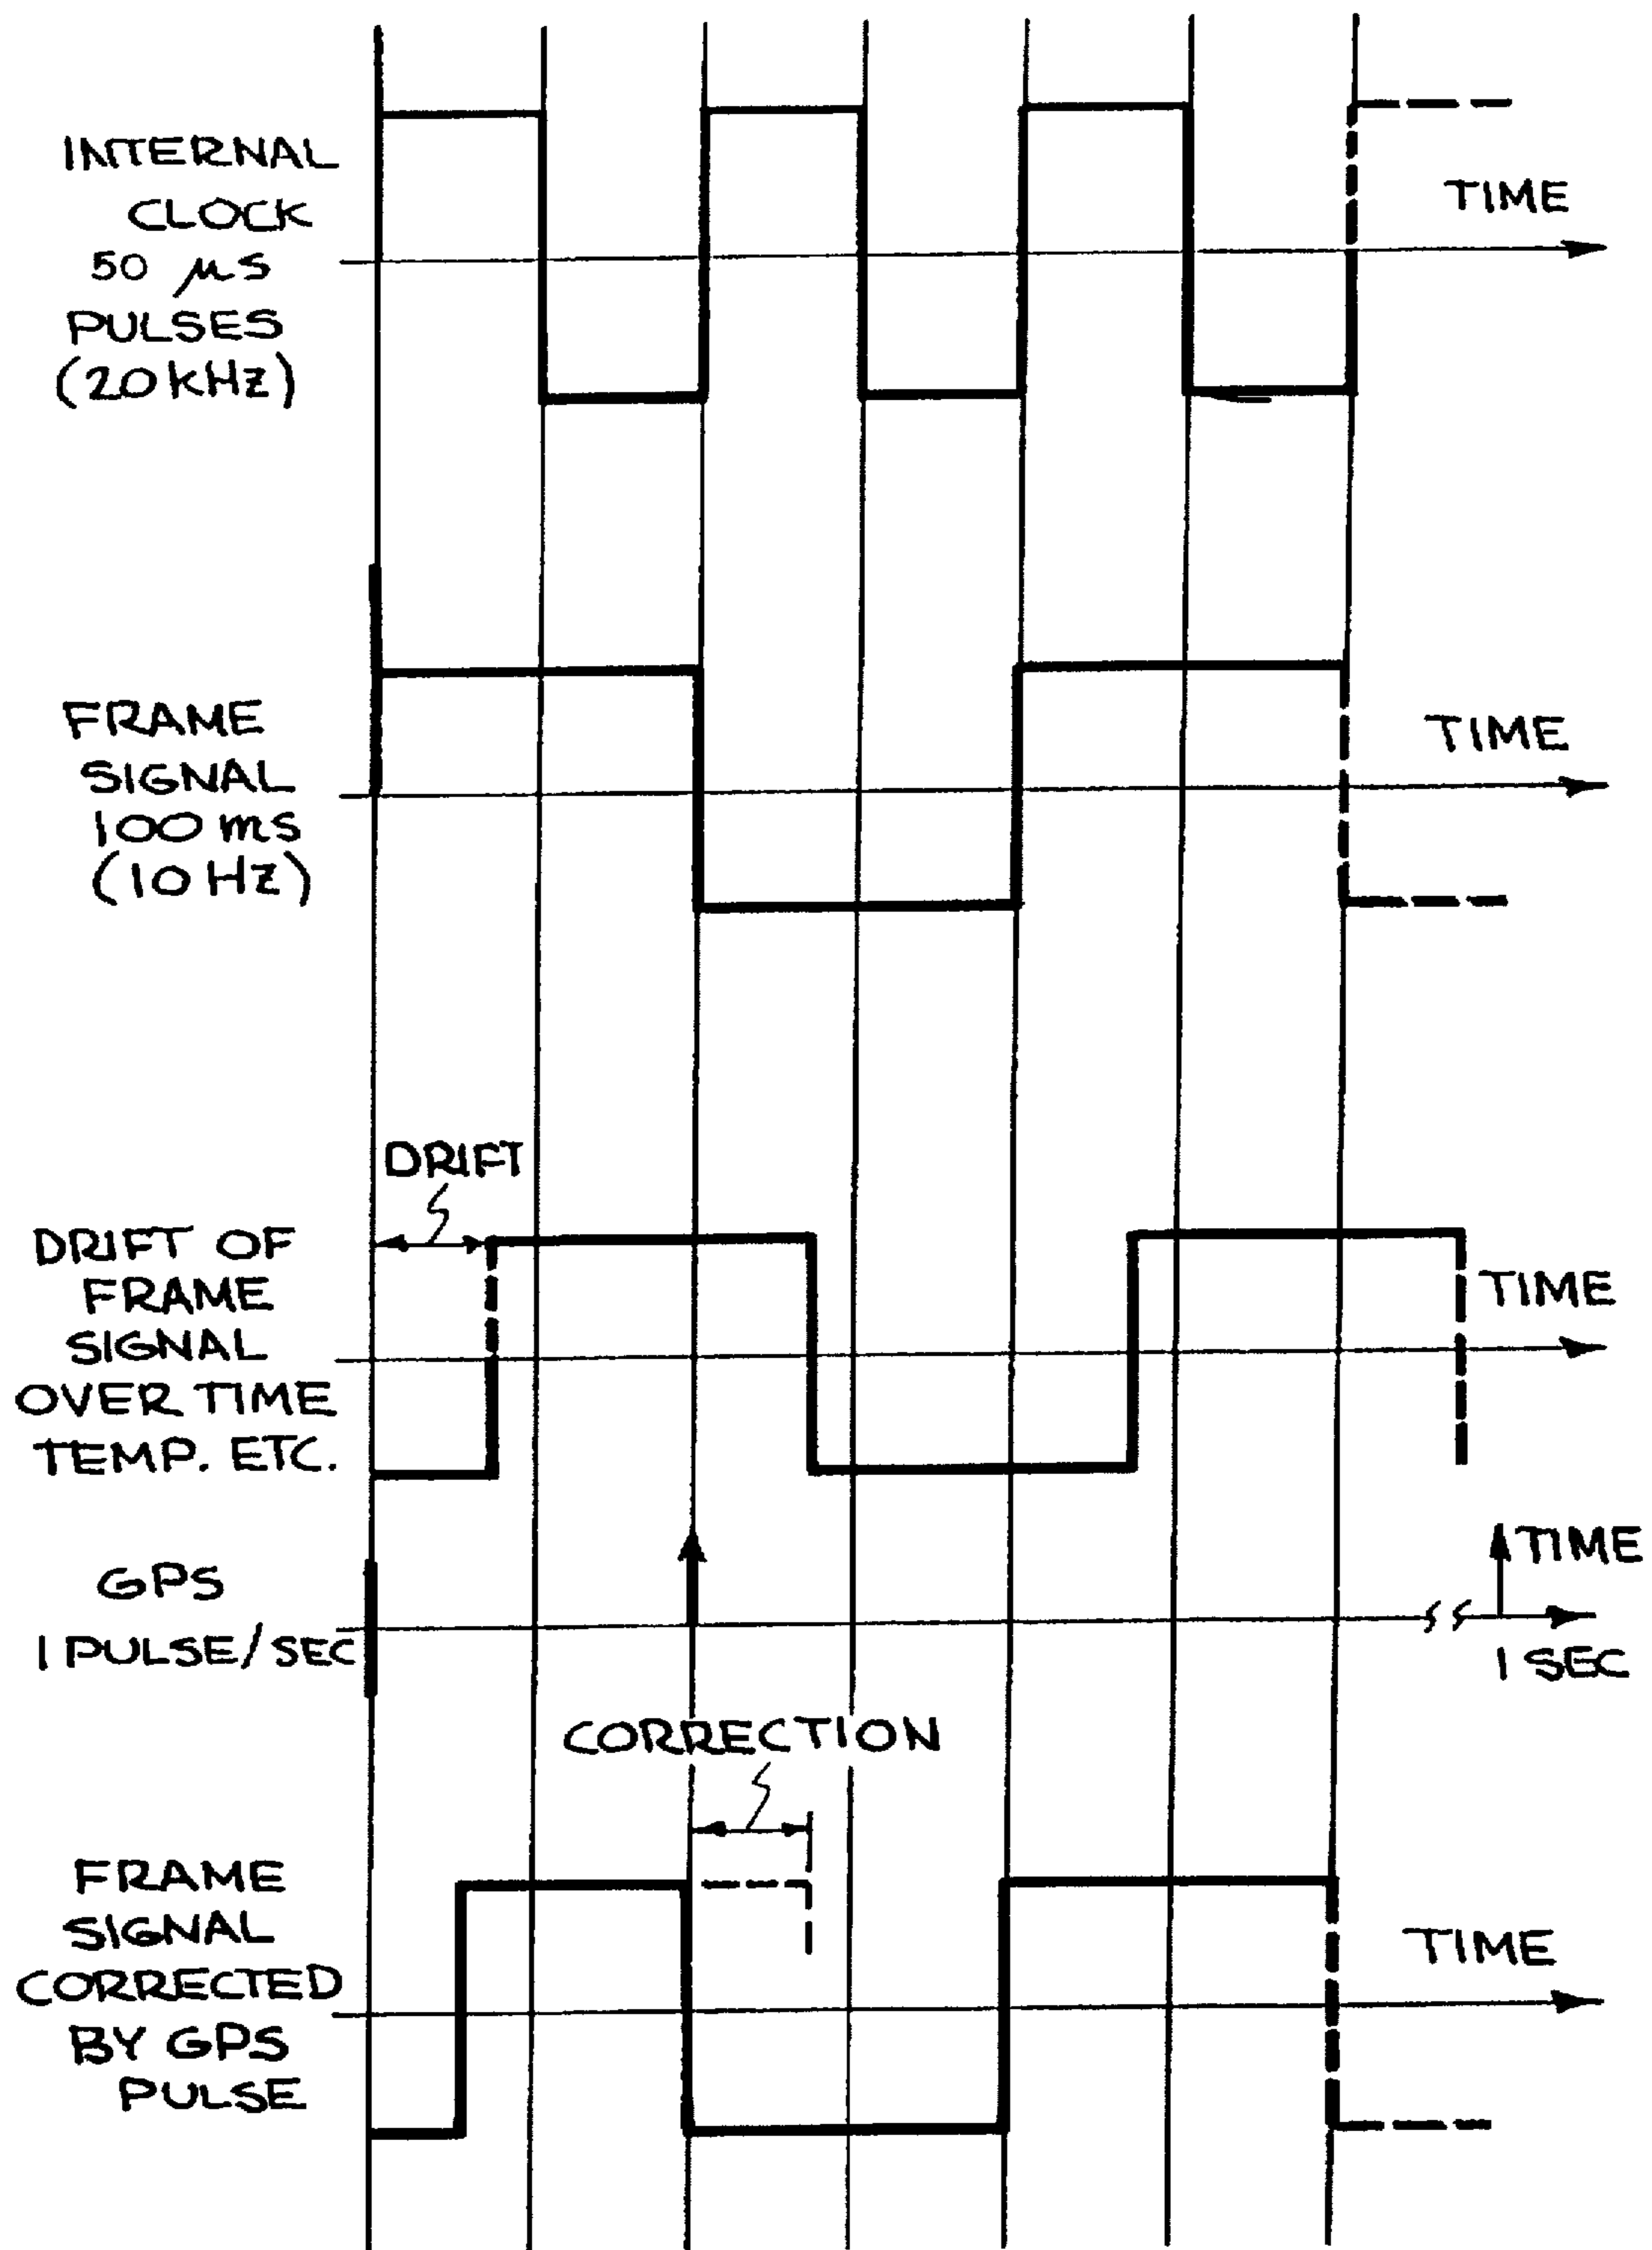 INTERNAL
CLOCK
50 μs
PULSES
(20 kHz)
TIME
FRAME
SIGNAL
100 ms
(10 Hz)
TIME
DRIFT
DRIFT OF
FRAME
SIGNAL
OVER TIME
TEMP. ETC.
TIME
GPS
1 PULSE/SEC
TIME
1 SEC
CORRECTION
FRAME
SIGNAL
CORRECTED
BY GPS
PULSE
TIME